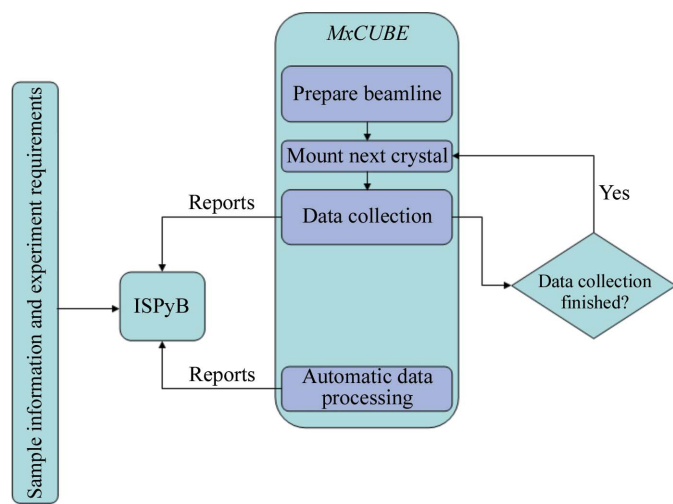 MxCUBE
Prepare beamline
Mount next crystal
Data collection
Reports
Yes
Data collection
finished?
ISPyB
Reports
Automatic data
processing
Sample information and experiment requirements